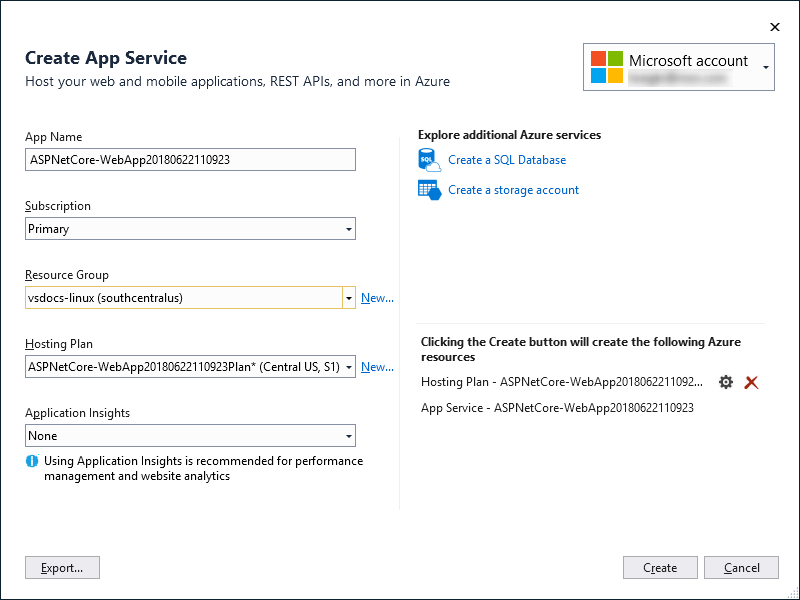 Create App Service
Host your web and mobile applications, REST APIs, and more in Azure
Microsoft account
App Name
ASPNetCore-WebApp20180622110923
Subscription
Primary
Resource Group
vsdocs-linux (southcentralus)
New...
Hosting Plan
ASPNetCore-WebApp20180622110923Plan* (Central US, S1)
New...
Application Insights
None
Using Application Insights is recommended for performance
management and website analytics
Explore additional Azure services
SQL
Create a SQL Database
Create a storage account
Clicking the Create button will create the following Azure
resources
Hosting Plan - ASPNetCore-WebApp2018062211092...
App Service - ASPNetCore-WebApp20180622110923
Export...
Create
Cancel